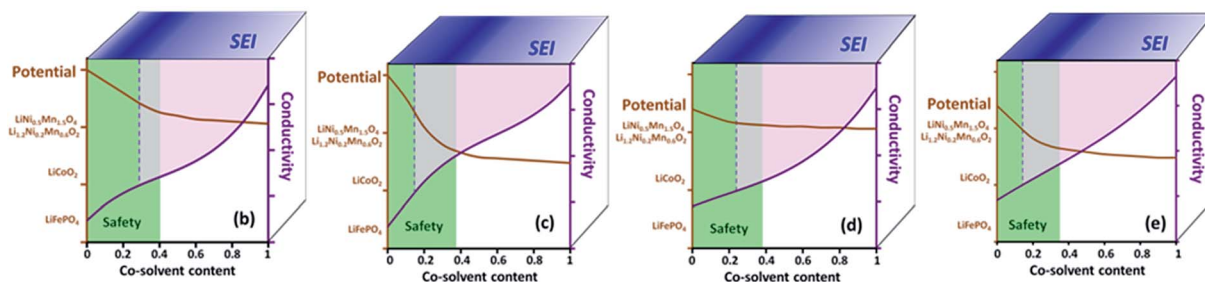 SEI
Potential
LiNi0.5Mn1.5O4
Li1.2Ni0.2Mn0.6O2
LiCoO2
LiFePO4
Safety
(b)
Conductivity
0 0.2 0.4 0.6 0.8 1
Co-solvent content
SEI
Potential
LiNi0.5Mn1.5O4
Li1.2Ni0.2Mn0.6O2
LiCoO2
LiFePO4
Safety
(c)
Conductivity
0 0.2 0.4 0.6 0.8 1
Co-solvent content
SEI
Potential
LiNi0.5Mn1.5O4
Li1.2Ni0.2Mn0.6O2
LiCoO2
LiFePO4
Safety
(d)
Conductivity
0 0.2 0.4 0.6 0.8 1
Co-solvent content
SEI
Potential
LiNi0.5Mn1.5O4
Li1.2Ni0.2Mn0.6O2
LiCoO2
LiFePO4
Safety
(e)
Conductivity
0 0.2 0.4 0.6 0.8 1
Co-solvent content